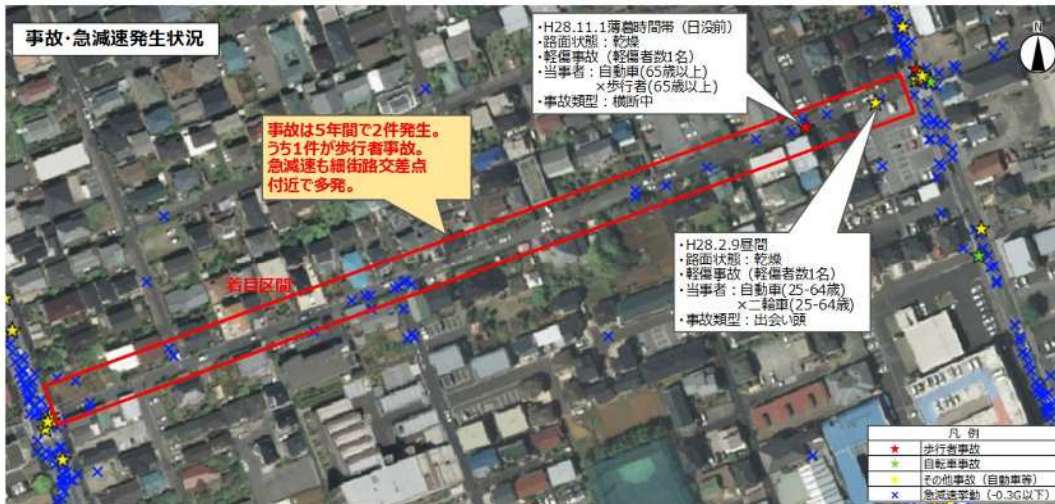 事故・急減速発生状況
・H28.11.1薄暮時間帯（日没前）
・路面状態：乾燥
・軽傷事故（軽傷者数1名）
・当事者：自動車(65歳以上)
×歩行者(65歳以上)
・事故類型：横断中
N
事故は5年間で2件発生。
うち1件が歩行者事故。
急減速も細街路交差点
付近で多発。
・H28.2.9昼間
・路面状態：乾燥
・軽傷事故（軽傷者数1名）
・当事者：自動車(25-64歳)
×二輪車(25-64歳)
・事故類型：出会い頭
着目区間
凡 例
歩行者事故
自転車事故
その他事故（自動車等）
急減速挙動（-0.3G以下）